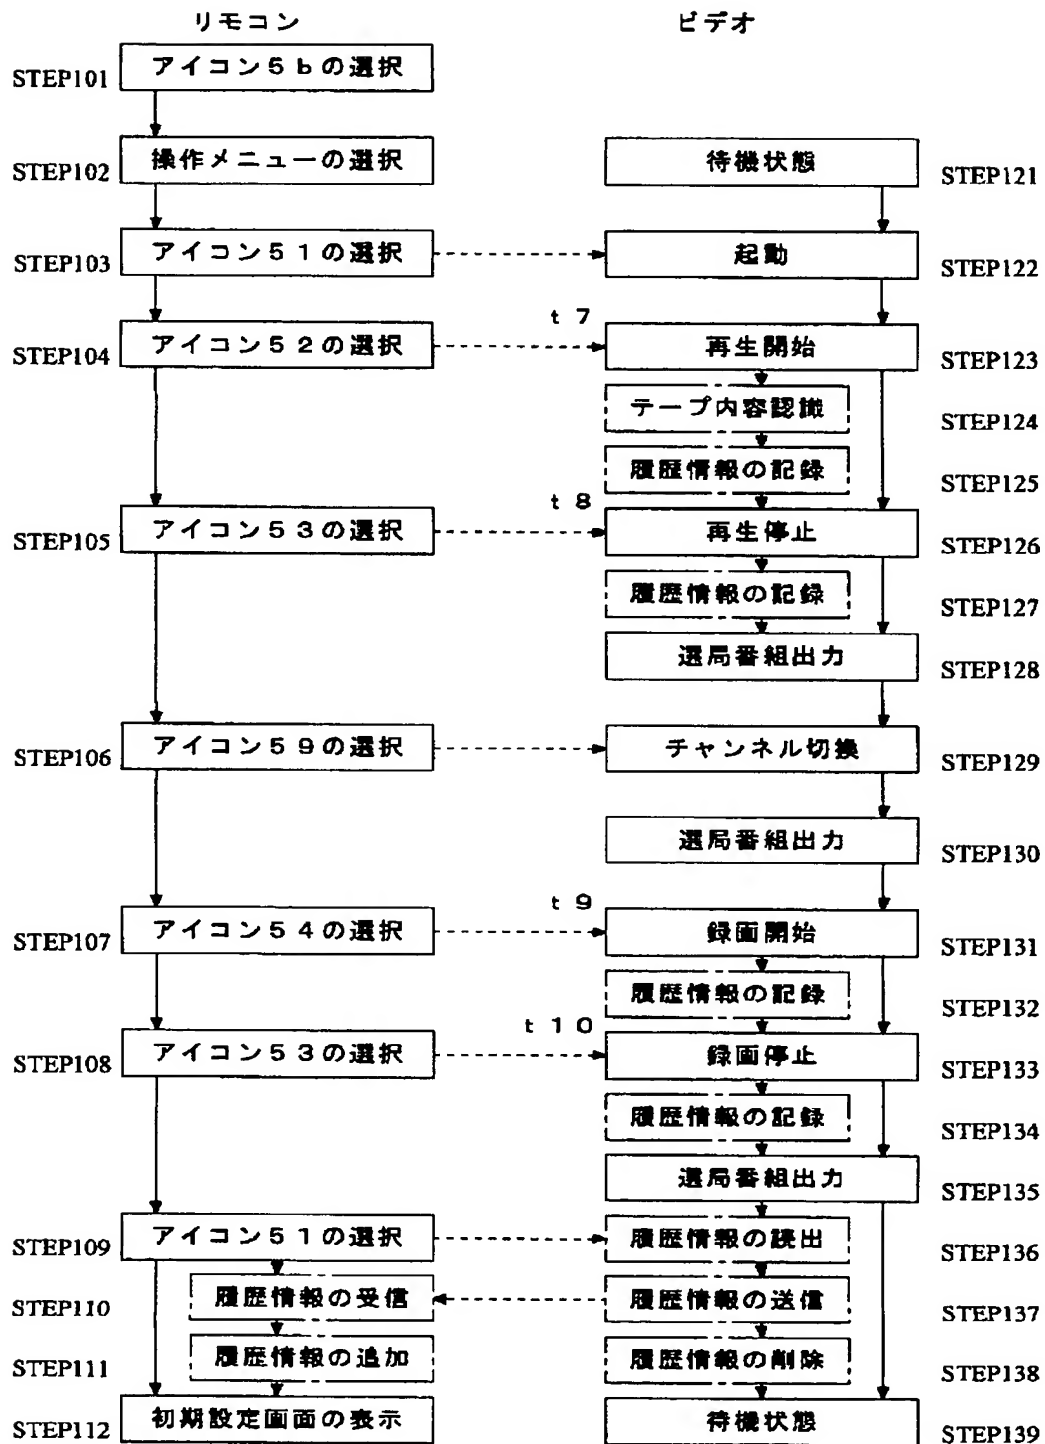 リモコン ビデオ
STEP101 アイコン5bの選択
STEP102 操作メニューの選択 待機状態 STEP121
STEP103 アイコン51の選択 起動 STEP122
t7
STEP104 アイコン52の選択 再生開始 STEP123
テープ内容認識 STEP124
履歴情報の記録 STEP125
t8
STEP105 アイコン53の選択 再生停止 STEP126
履歴情報の記録 STEP127
選局番組出力 STEP128
STEP106 アイコン59の選択 チャンネル切換 STEP129
選局番組出力 STEP130
t9
STEP107 アイコン54の選択 録画開始 STEP131
履歴情報の記録 STEP132
t10
STEP108 アイコン53の選択 録画停止 STEP133
履歴情報の記録 STEP134
選局番組出力 STEP135
STEP109 アイコン51の選択 履歴情報の読出 STEP136
STEP110 履歴情報の受信 履歴情報の送信 STEP137
STEP111 履歴情報の追加 履歴情報の削除 STEP138
STEP112 初期設定画面の表示 待機状態 STEP139